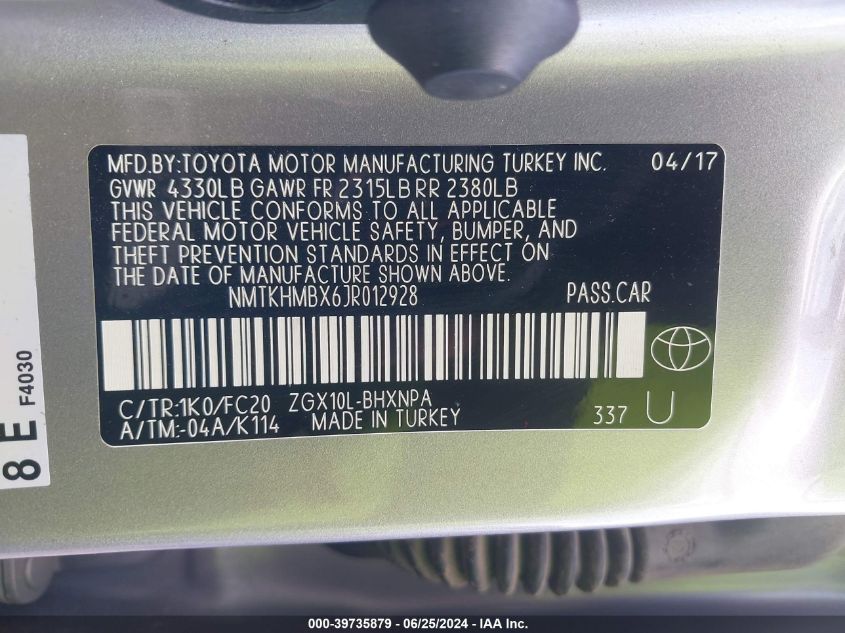 MFD.BY:TOYOTA MOTOR MANUFACTURING TURKEY INC. 04/17
GVWR 4330LB GAWR FR 2315LB RR 2380LB
THIS VEHICLE CONFORMS TO ALL APPLICABLE
FEDERAL MOTOR VEHICLE SAFETY, BUMPER, AND
THEFT PREVENTION STANDARDS IN EFFECT ON
THE DATE OF MANUFACTURE SHOWN ABOVE.
NMTKHMBX6JR012928 PASS.CAR
C/TR:1K0/FC20 ZGX10L-BHXNPA
A/TM:-04A/K114 MADE IN TURKEY 337 U
8 E F4030
000-39735879 / 06/25/2024 - IAA Inc.